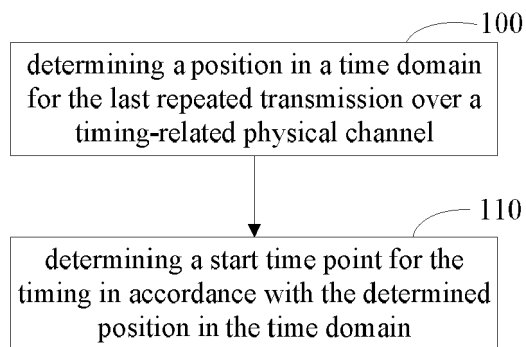 100
determining a position in a time domain
for the last repeated transmission over a
timing-related physical channel
110
determining a start time point for the
timing in accordance with the determined
position in the time domain